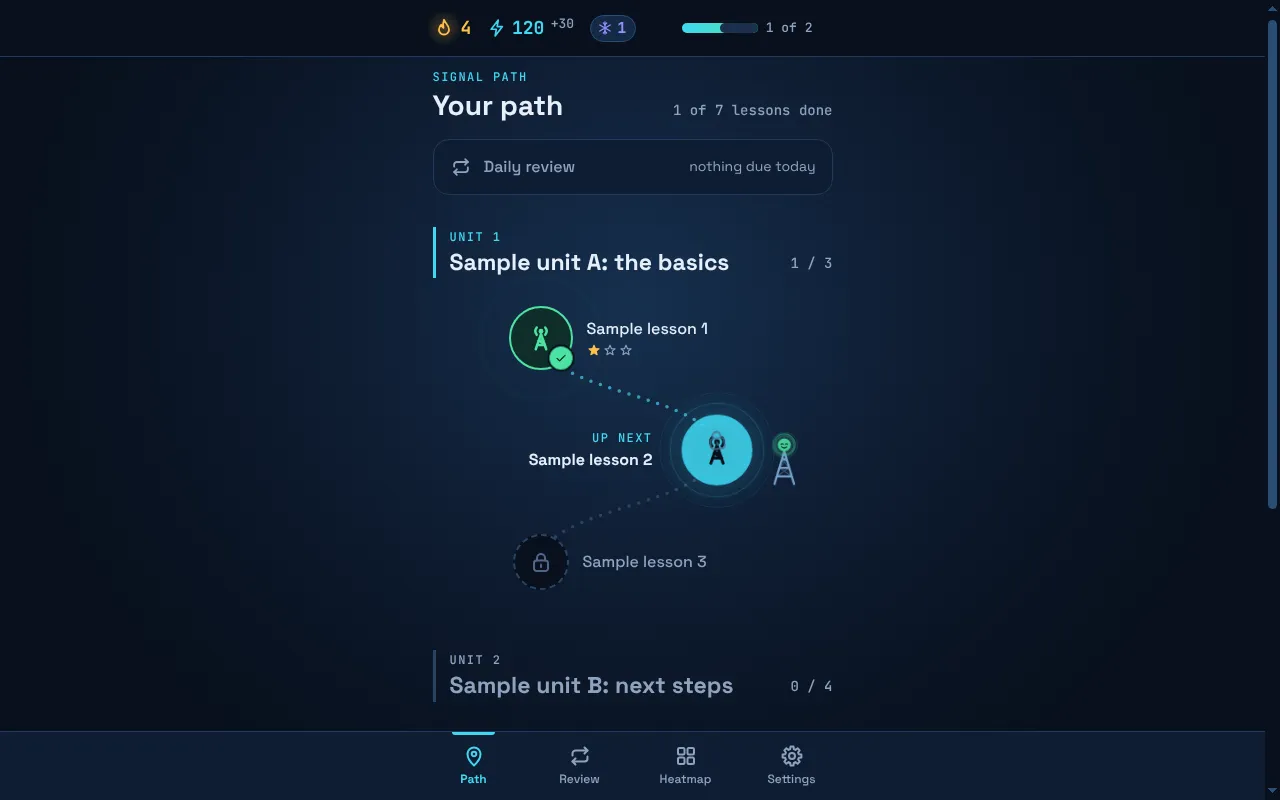 4 120 +30 1 1 of 2
SIGNAL PATH
Your path 1 of 7 lessons done
Daily review nothing due today
UNIT 1
Sample unit A: the basics 1 / 3
Sample lesson 1
UP NEXT
Sample lesson 2
Sample lesson 3
UNIT 2
Sample unit B: next steps 0 / 4
Path Review Heatmap Settings